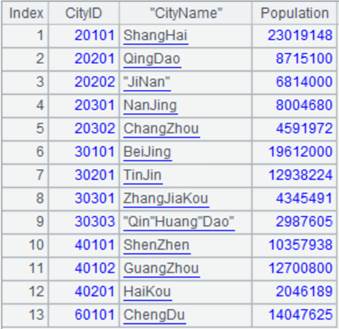 Index CityID "CityName" Population
1 20101 ShangHai 23019148
2 20201 QingDao 8715100
3 20202 "JiNan" 6814000
4 20301 NanJing 8004680
5 20302 ChangZhou 4591972
6 30101 BeiJing 19612000
7 30201 TinJin 12938224
8 30301 ZhangJiaKou 4345491
9 30303 "Qin"Huang"Dao" 2987605
10 40101 ShenZhen 10357938
11 40102 GuangZhou 12700800
12 40201 HaiKou 2046189
13 60101 ChengDu 14047625